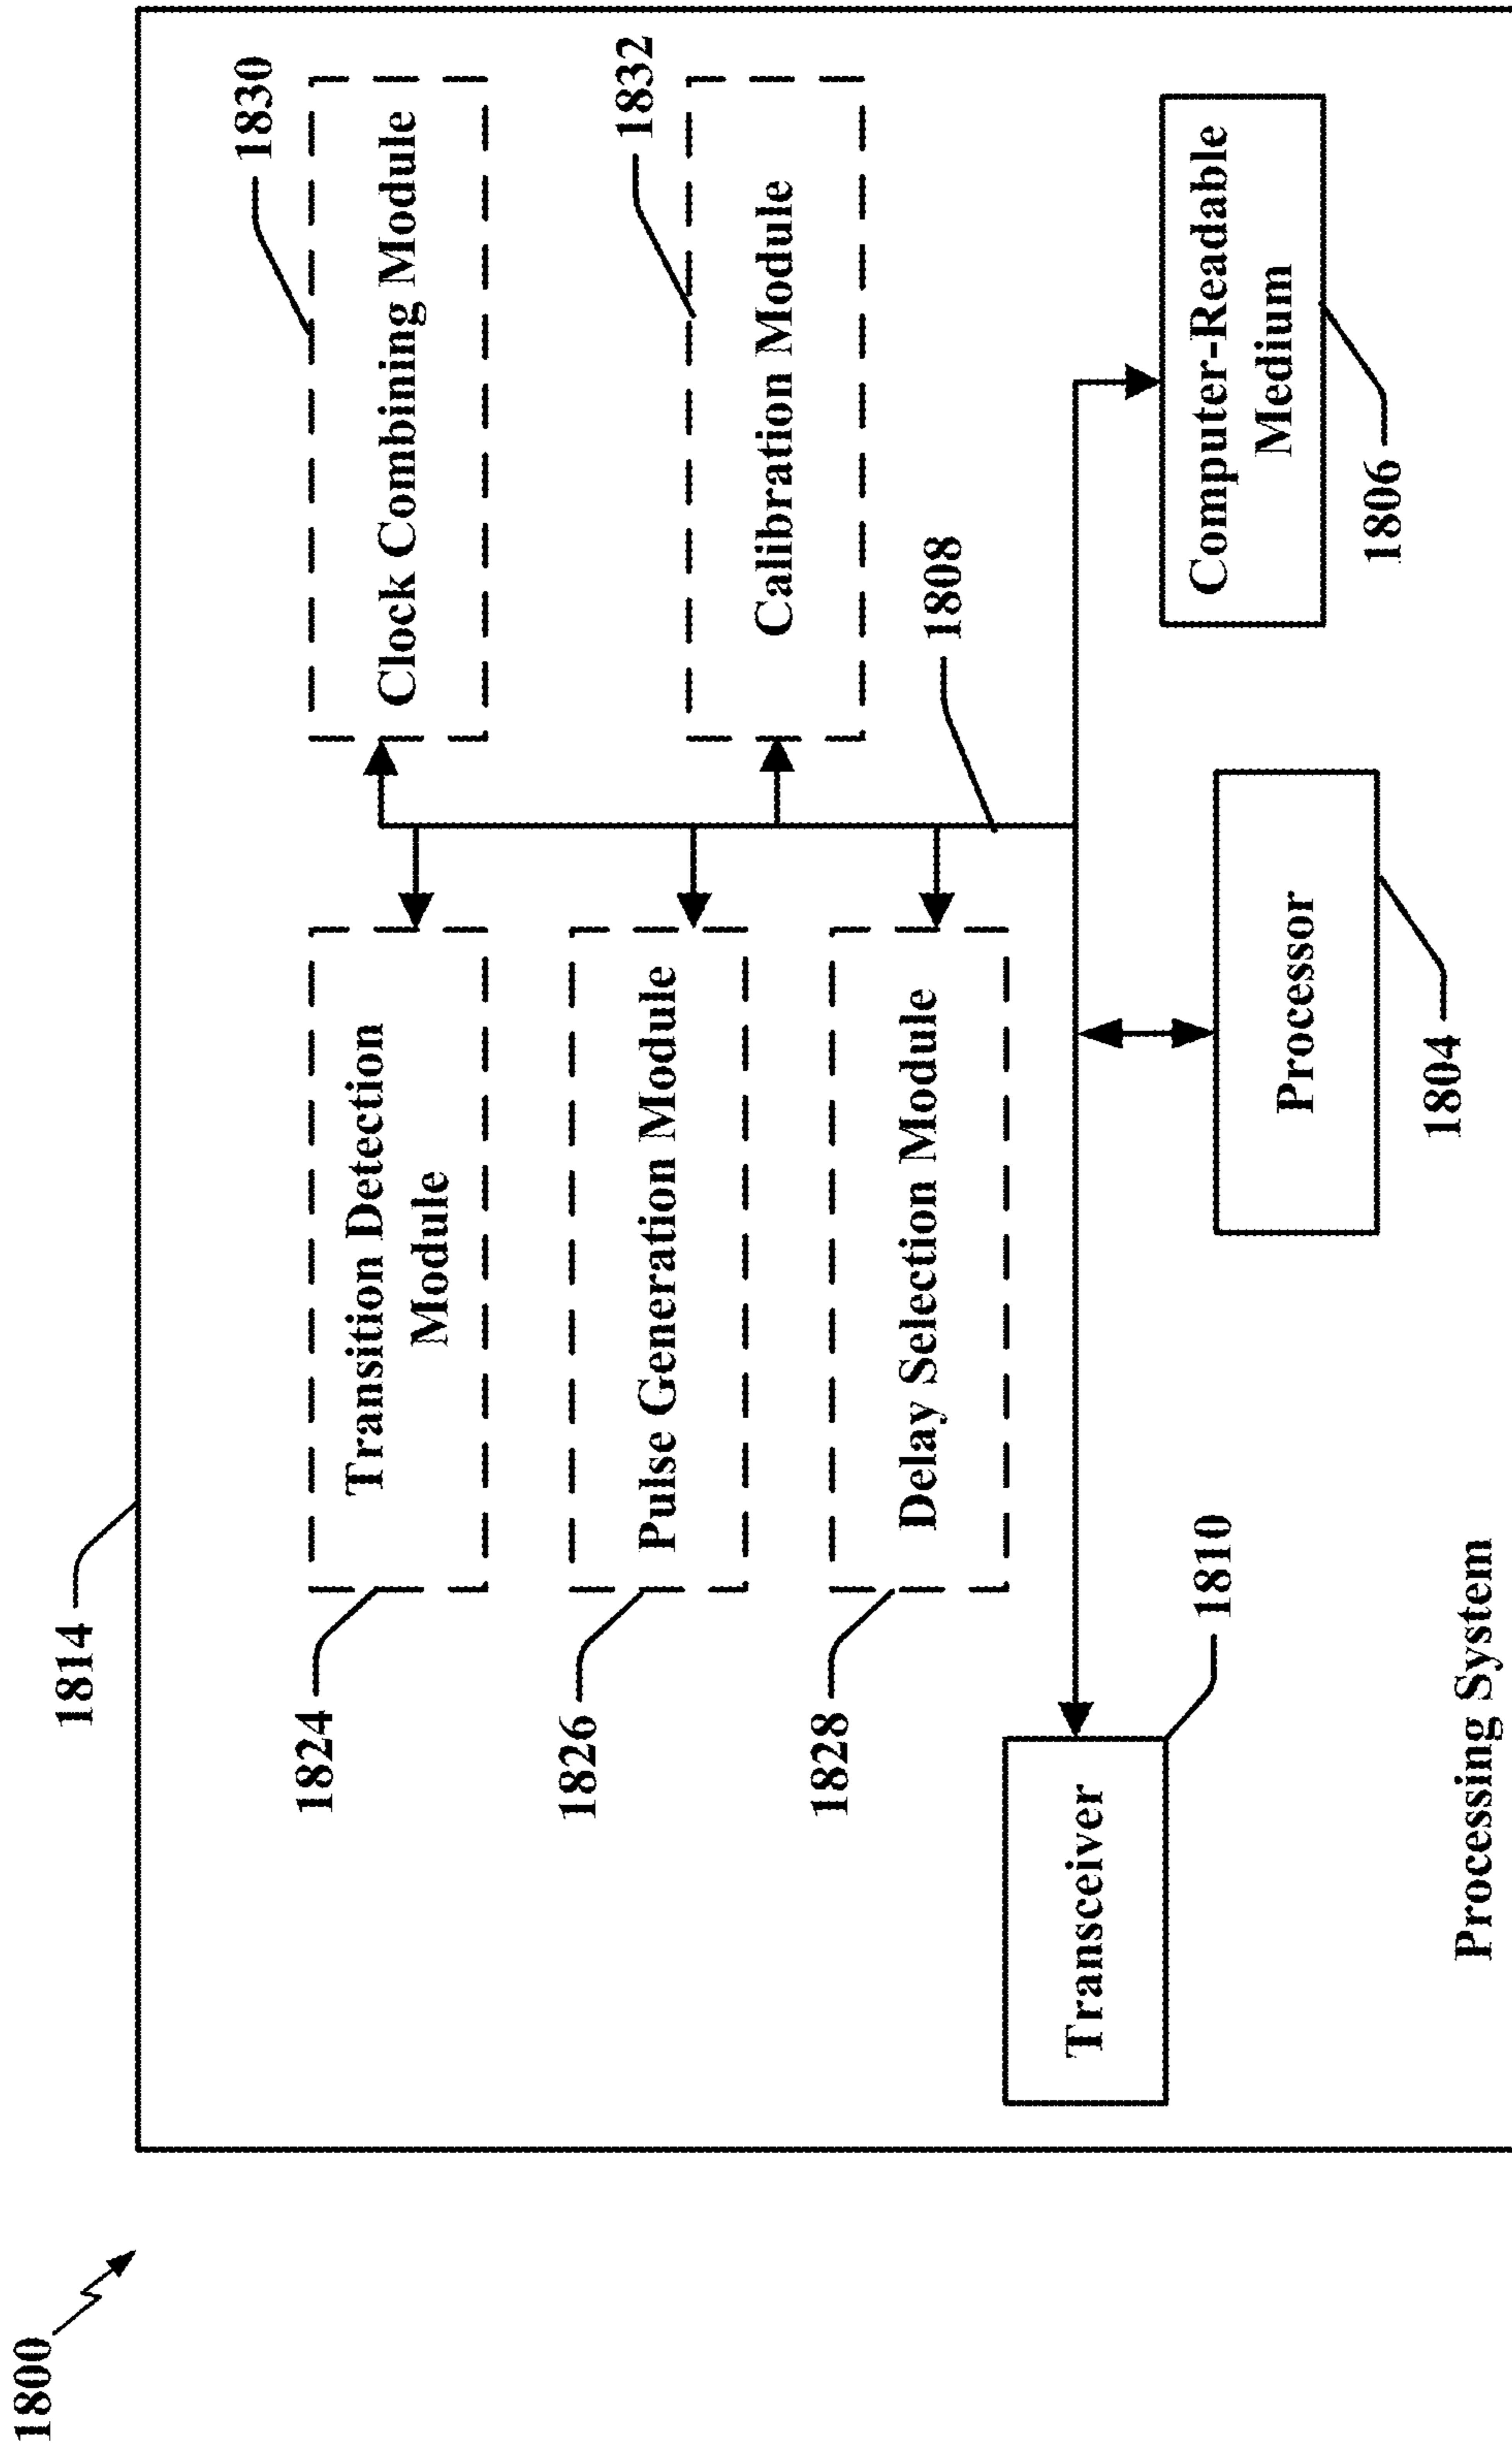 1800
1814
1824
Transition Detection
Module
1830
Clock Combining Module
1826
Pulse Generation Module
1832
Calibration Module
1828
Delay Selection Module
1808
Transceiver
1810
Processor
1804
Computer-Readable
Medium
1806
Processing System